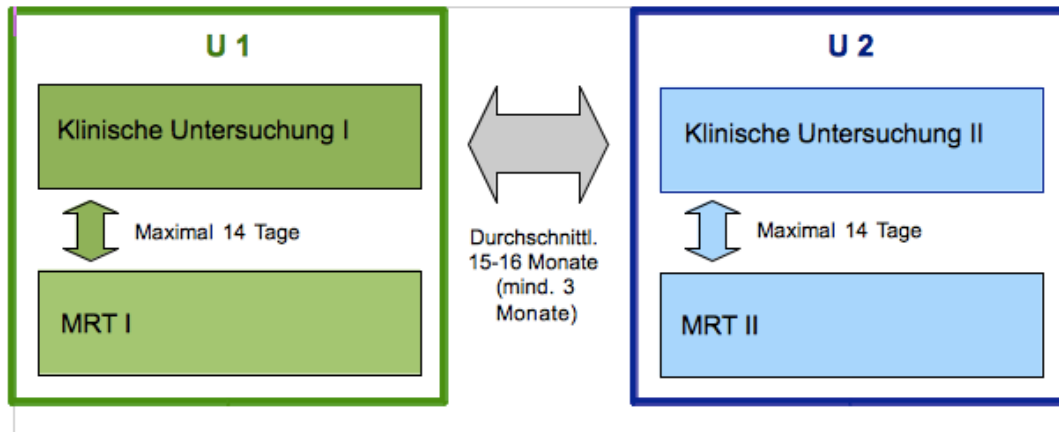 U 1
Klinische Untersuchung I
Maximal 14 Tage
MRT I
Durchschnittl.
15-16 Monate
(mind. 3
Monate)
U 2
Klinische Untersuchung II
Maximal 14 Tage
MRT II